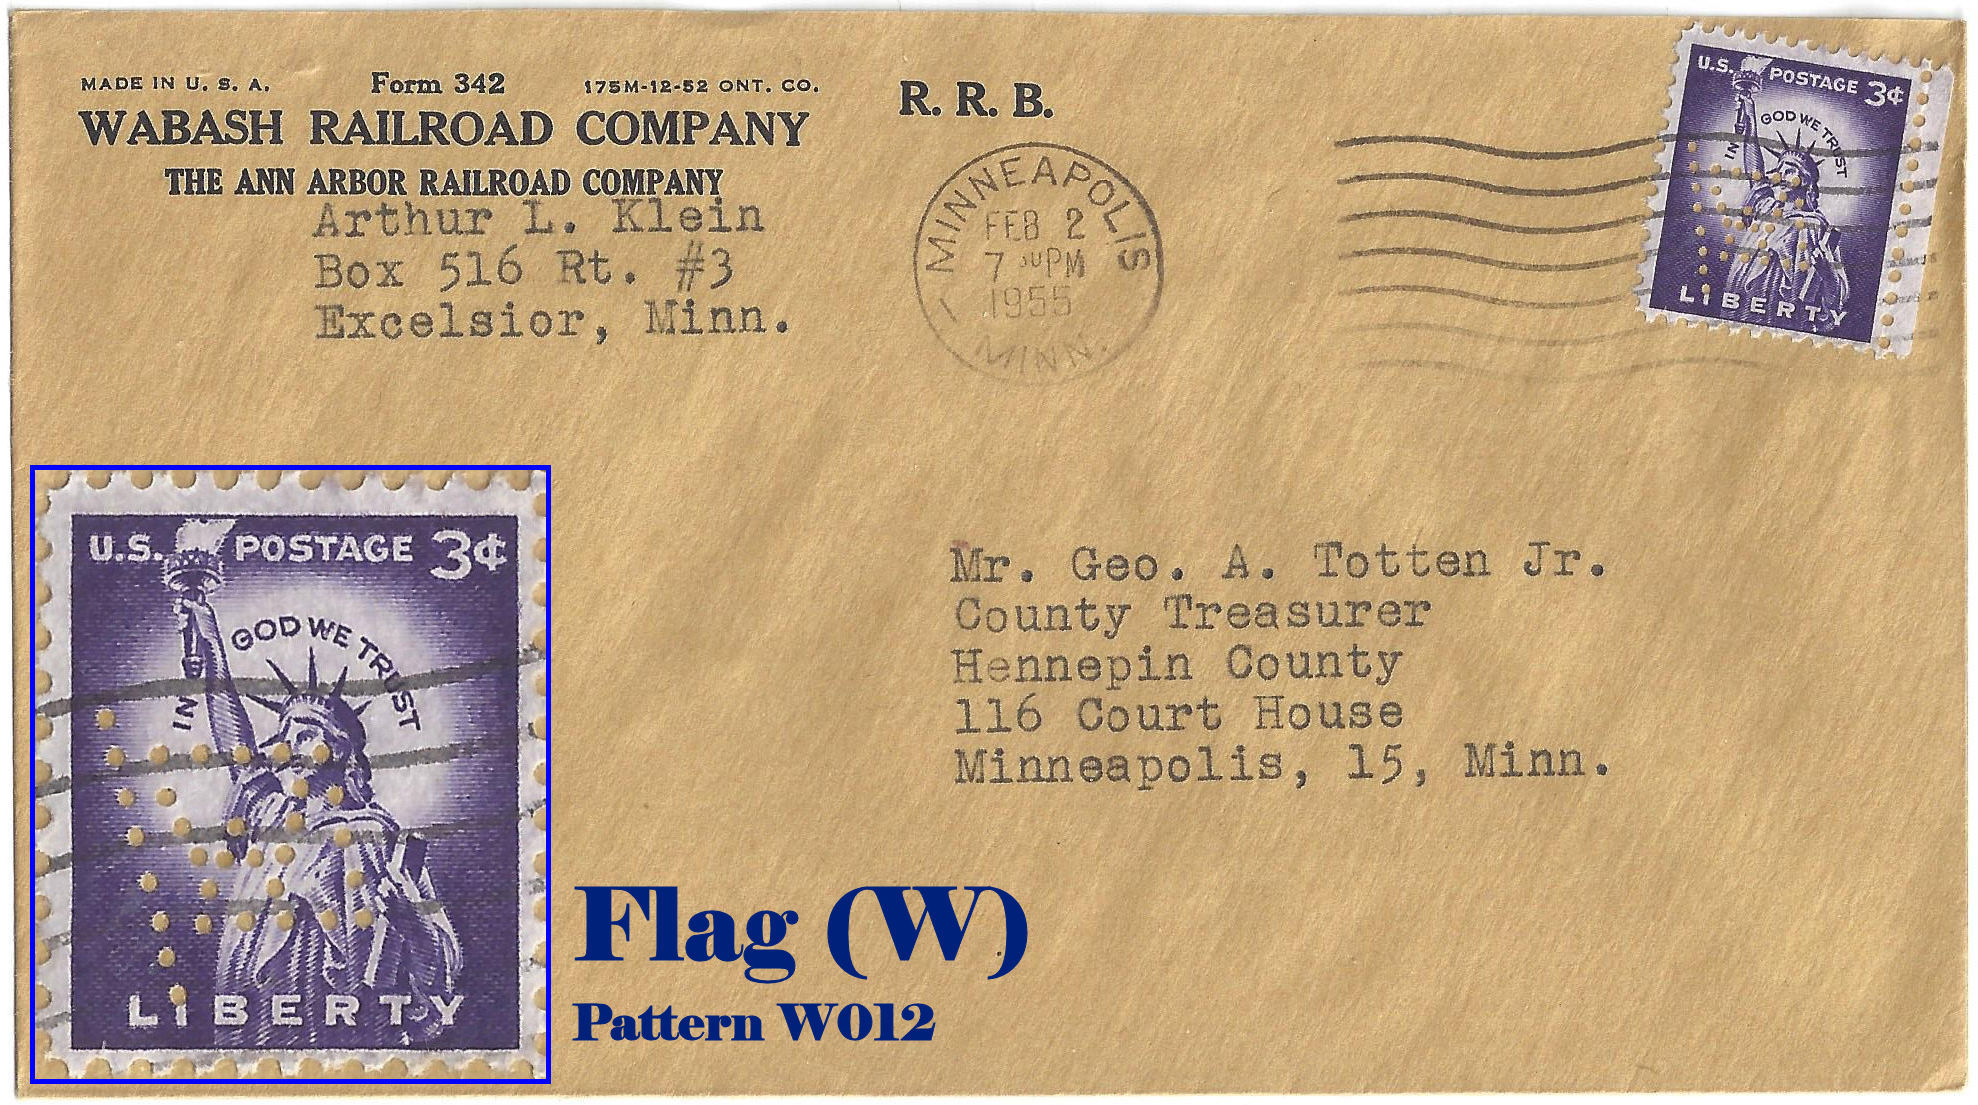 MADE IN U. S. A. Form 342 175M-12-52 ONT. CO.
WABASH RAILROAD COMPANY
THE ANN ARBOR RAILROAD COMPANY
Arthur L. Klein
Box 516 Rt. #3
Excelsior, Minn.
R. R. B.
MINNEAPOLIS
FEB 2
7 30 PM
1955
MINN.
U.S. POSTAGE 3¢
IN GOD WE TRUST
LIBERTY
Mr. Geo. A. Totten Jr.
County Treasurer
Hennepin County
116 Court House
Minneapolis, 15, Minn.
U.S. POSTAGE 3¢
IN GOD WE TRUST
LIBERTY
Flag (W)
Pattern W012